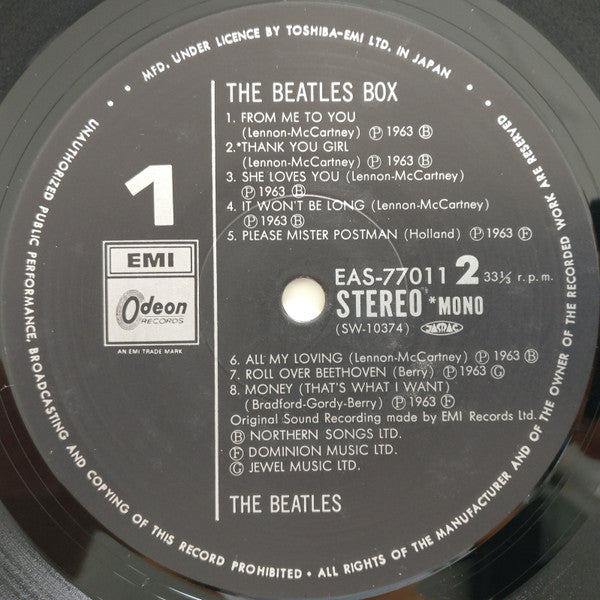 • MFD. UNDER LICENCE BY TOSHIBA-EMI LTD. IN JAPAN •
UNAUTHORIZED PUBLIC PERFORMANCE, BROADCASTING AND COPYING OF THIS RECORD PROHIBITED • ALL RIGHTS OF THE MANUFACTURER AND OF THE OWNER OF THE RECORDED WORK ARE RESERVED
1
EMI
Odeon
RECORDS
AN EMI TRADE MARK
THE BEATLES BOX
1. FROM ME TO YOU
(Lennon-McCartney) Ⓟ 1963 Ⓑ
2.*THANK YOU GIRL
(Lennon-McCartney) Ⓟ 1963 Ⓑ
3. SHE LOVES YOU (Lennon-McCartney)
Ⓟ 1963 Ⓑ
4. IT WON'T BE LONG (Lennon-McCartney)
Ⓟ 1963 Ⓑ
5. PLEASE MISTER POSTMAN (Holland) Ⓟ 1963 Ⓕ
EAS-77011 2 33⅓ r.p.m.
STEREO *MONO
(SW-10374) JASRAC
6. ALL MY LOVING (Lennon-McCartney) Ⓟ 1963 Ⓑ
7. ROLL OVER BEETHOVEN (Berry) Ⓟ 1963 Ⓖ
8. MONEY (THAT'S WHAT I WANT)
(Bradford-Gordy-Berry) Ⓟ 1963 Ⓕ
Original Sound Recording made by EMI Records Ltd.
Ⓑ NORTHERN SONGS LTD.
Ⓕ DOMINION MUSIC LTD.
Ⓖ JEWEL MUSIC LTD.
THE BEATLES